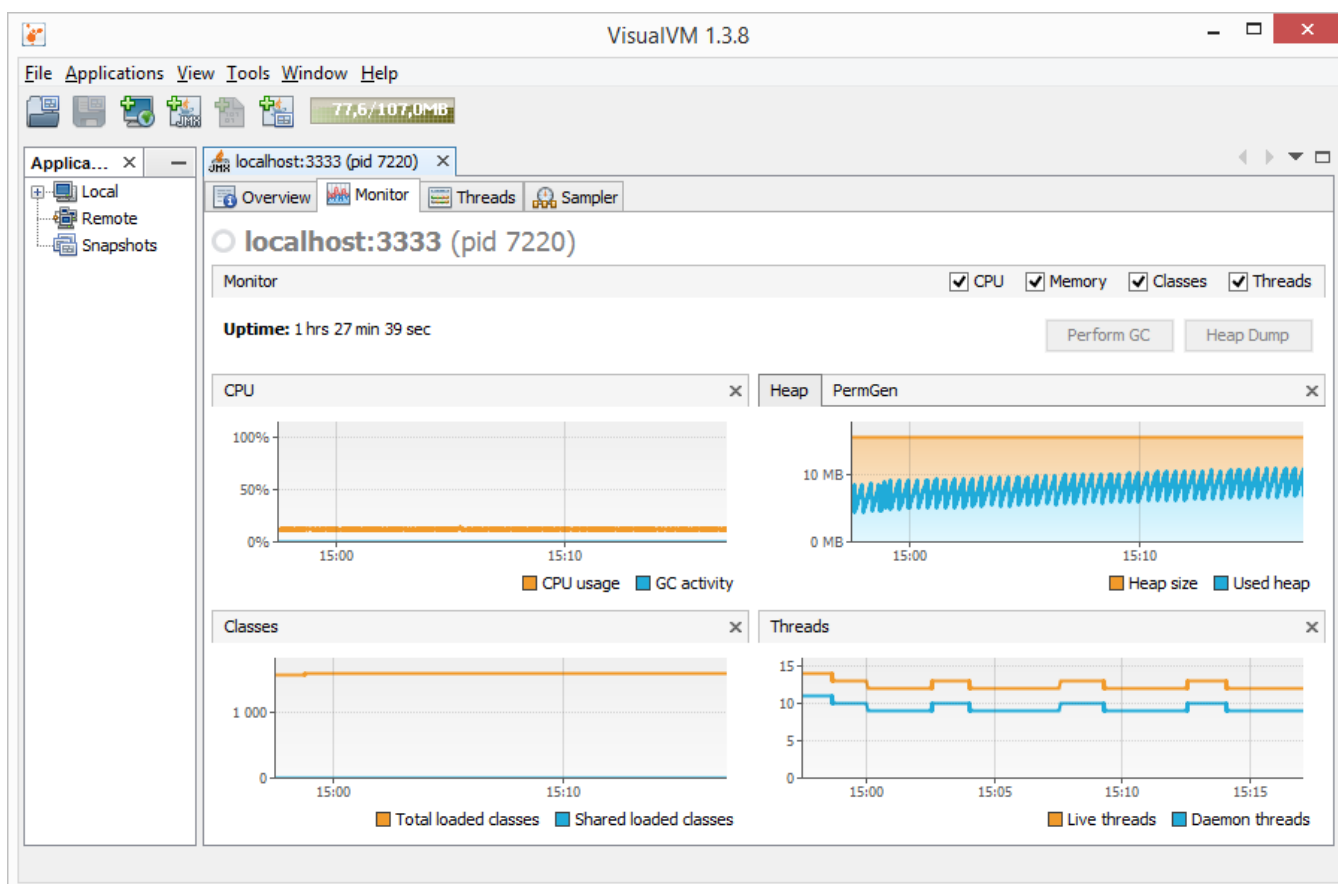 VisualVM 1.3.8
File Applications View Tools Window Help
JMX
77,6/107,0MB
Applica...
Local
Remote
Snapshots
JMX localhost:3333 (pid 7220)
Overview Monitor Threads Sampler
localhost:3333 (pid 7220)
Monitor CPU Memory Classes Threads
Uptime: 1 hrs 27 min 39 sec
Perform GC Heap Dump
CPU
100%
50%
0%
15:00 15:10
CPU usage GC activity
Heap PermGen
10 MB
0 MB
15:00 15:10
Heap size Used heap
Classes
1 000
0
15:00 15:10
Total loaded classes Shared loaded classes
Threads
15
10
5
0
15:00 15:05 15:10 15:15
Live threads Daemon threads